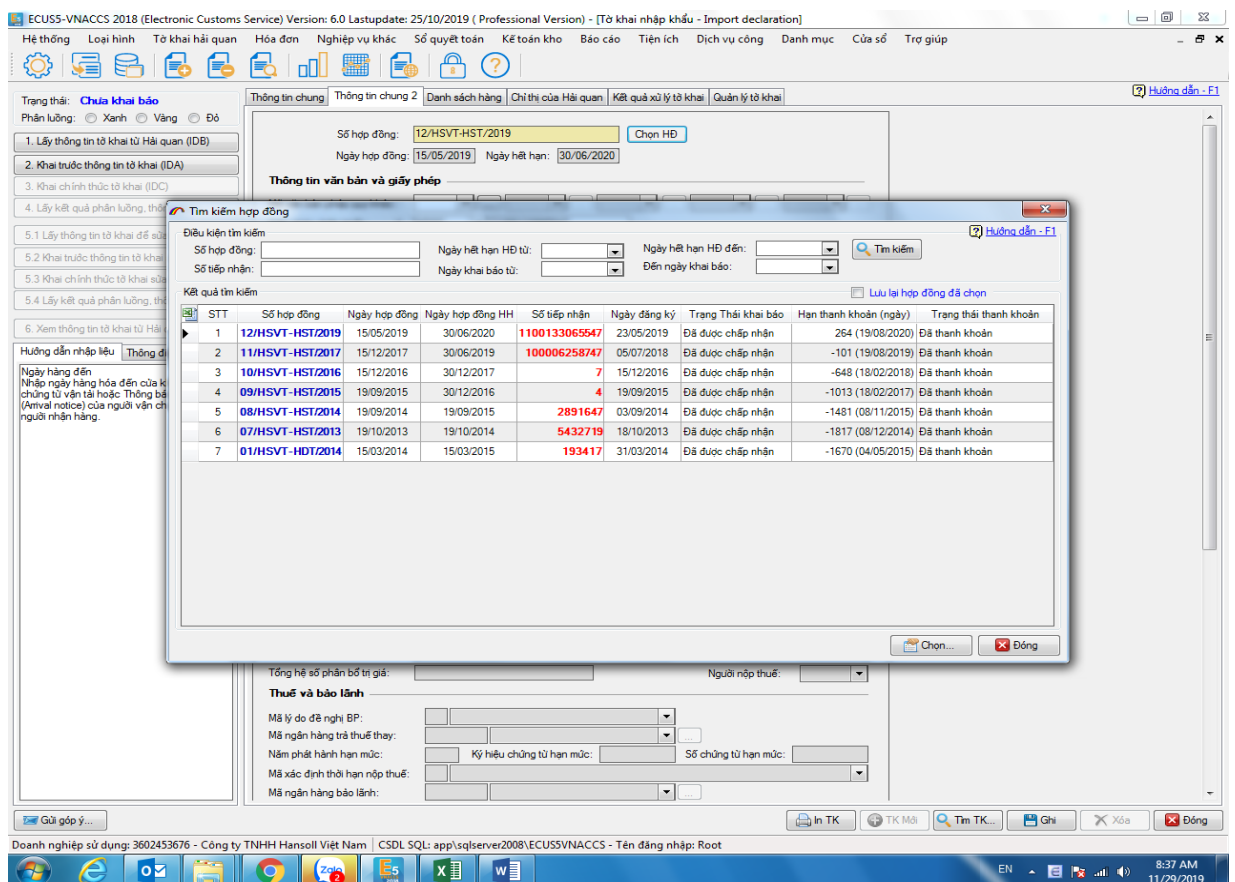 ECUS5-VNACCS 2018 (Electronic Customs Service) Version: 6.0 Lastupdate: 25/10/2019 ( Professional Version) - [Tờ khai nhập khẩu - Import declaration]
Hệ thống Loại hình Tờ khai hải quan Hóa đơn Nghiệp vụ khác Sổ quyết toán Kế toán kho Báo cáo Tiện ích Dịch vụ công Danh mục Cửa sổ Trợ giúp
Trạng thái: Chưa khai báo
Phân luồng: Xanh Vàng Đỏ
Thông tin chung Thông tin chung 2 Danh sách hàng Chỉ thị của Hải quan Kết quả xử lý tờ khai Quản lý tờ khai
Hướng dẫn - F1
1. Lấy thông tin tờ khai từ Hải quan (IDB)
2. Khai trước thông tin tờ khai (IDA)
3. Khai chính thức tờ khai (IDC)
4. Lấy kết quả phân luồng, thôn
5.1 Lấy thông tin tờ khai để sửa
5.2 Khai trước thông tin tờ khai
5.3 Khai chính thức tờ khai sửa
5.4 Lấy kết quả phân luồng, thô
6. Xem thông tin tờ khai từ Hải
Số hợp đồng: 12/HSVT-HST/2019 Chọn HĐ
Ngày hợp đồng: 15/05/2019 Ngày hết hạn: 30/06/2020
Thông tin văn bản và giấy phép
Hướng dẫn nhập liệu Thông đi
Ngày hàng đến
Nhập ngày hàng hóa đến cửa k
chứng từ vận tải hoặc Thông bá
(Arrival notice) của người vận ch
người nhận hàng.
Tìm kiếm hợp đồng
Điều kiện tìm kiếm
Hướng dẫn - F1
Số hợp đồng: Ngày hết hạn HĐ từ: Ngày hết hạn HĐ đến: Tìm kiếm
Số tiếp nhận: Ngày khai báo từ: Đến ngày khai báo:
Kết quả tìm kiếm Lưu lại hợp đồng đã chọn
STT Số hợp đồng Ngày hợp đồng Ngày hợp đồng HH Số tiếp nhận Ngày đăng ký Trạng Thái khai báo Hạn thanh khoản (ngày) Trạng thái thanh khoản
1 12/HSVT-HST/2019 15/05/2019 30/06/2020 1100133065547 23/05/2019 Đã được chấp nhận 264 (19/08/2020) Đã thanh khoản
2 11/HSVT-HST/2017 15/12/2017 30/06/2019 100006258747 05/07/2018 Đã được chấp nhận -101 (19/08/2019) Đã thanh khoản
3 10/HSVT-HST/2016 15/12/2016 30/12/2017 7 15/12/2016 Đã được chấp nhận -648 (18/02/2018) Đã thanh khoản
4 09/HSVT-HST/2015 19/09/2015 30/12/2016 4 19/09/2015 Đã được chấp nhận -1013 (18/02/2017) Đã thanh khoản
5 08/HSVT-HST/2014 19/09/2014 19/09/2015 2891647 03/09/2014 Đã được chấp nhận -1481 (08/11/2015) Đã thanh khoản
6 07/HSVT-HST/2013 19/10/2013 19/10/2014 5432719 18/10/2013 Đã được chấp nhận -1817 (08/12/2014) Đã thanh khoản
7 01/HSVT-HDT/2014 15/03/2014 15/03/2015 193417 31/03/2014 Đã được chấp nhận -1670 (04/05/2015) Đã thanh khoản
Chọn... Đóng
Tổng hệ số phân bổ trị giá: Người nộp thuế:
Thuế và bảo lãnh
Mã lý do đề nghị BP:
Mã ngân hàng trả thuế thay: ...
Năm phát hành hạn mức: Ký hiệu chứng từ hạn mức: Số chứng từ hạn mức:
Mã xác định thời hạn nộp thuế:
Mã ngân hàng bảo lãnh: ...
Gửi góp ý... In TK TK Mới Tìm TK... Ghi Xóa Đóng
Doanh nghiệp sử dụng: 3602453676 - Công ty TNHH Hansoll Việt Nam CSDL SQL: app\sqlserver2008\ECUS5VNACCS - Tên đăng nhập: Root
Zalo 2 E5 EN 8:37 AM
11/29/2019